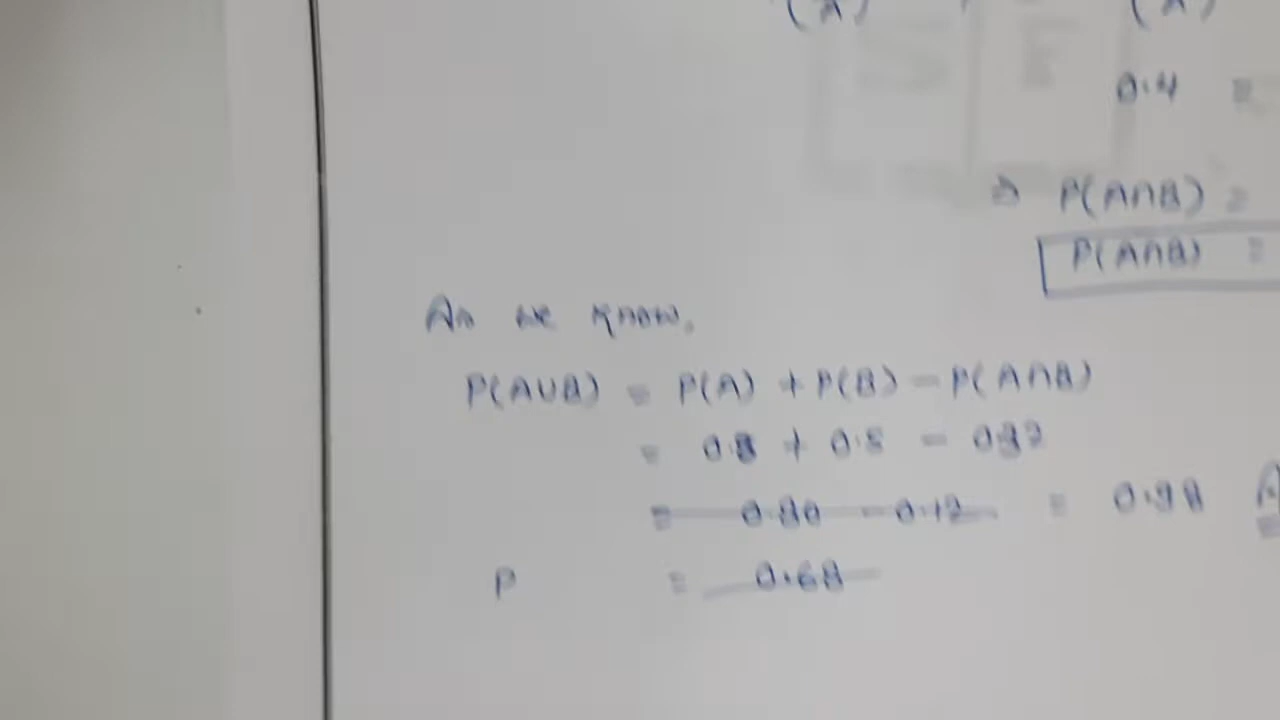 0.4 =
⇒ P(A∩B) =
P(A∩B) =
As we know,
P(A∪B) = P(A) + P(B) - P(A∩B)
= 0.8 + 0.5 - 0.32
= 0.80 - 0.12 = 0.98
P = 0.68